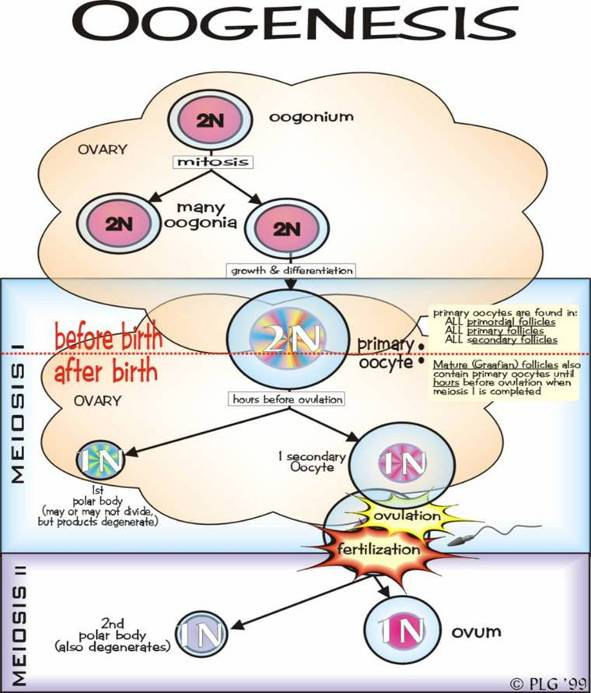 OOGENESIS
2N
oogonium
OVARY
mitosis
2N
many
oogonia
2N
growth & differentiation
MEIOSIS I
before birth
2N
primary
oocyte
primary oocytes are found in:
ALL primordial follicles
ALL primary follicles
ALL secondary follicles
Mature (Graafian) follicles also
contain primary oocytes until
hours before ovulation when
meiosis I is completed
after birth
OVARY
hours before ovulation
1N
1st
polar body
(may or may not divide,
but products degenerate)
1 secondary
Oocyte
1N
ovulation
fertilization
MEIOSIS II
2nd
polar body
(also degenerates)
1N
1N
ovum
© PLG '99